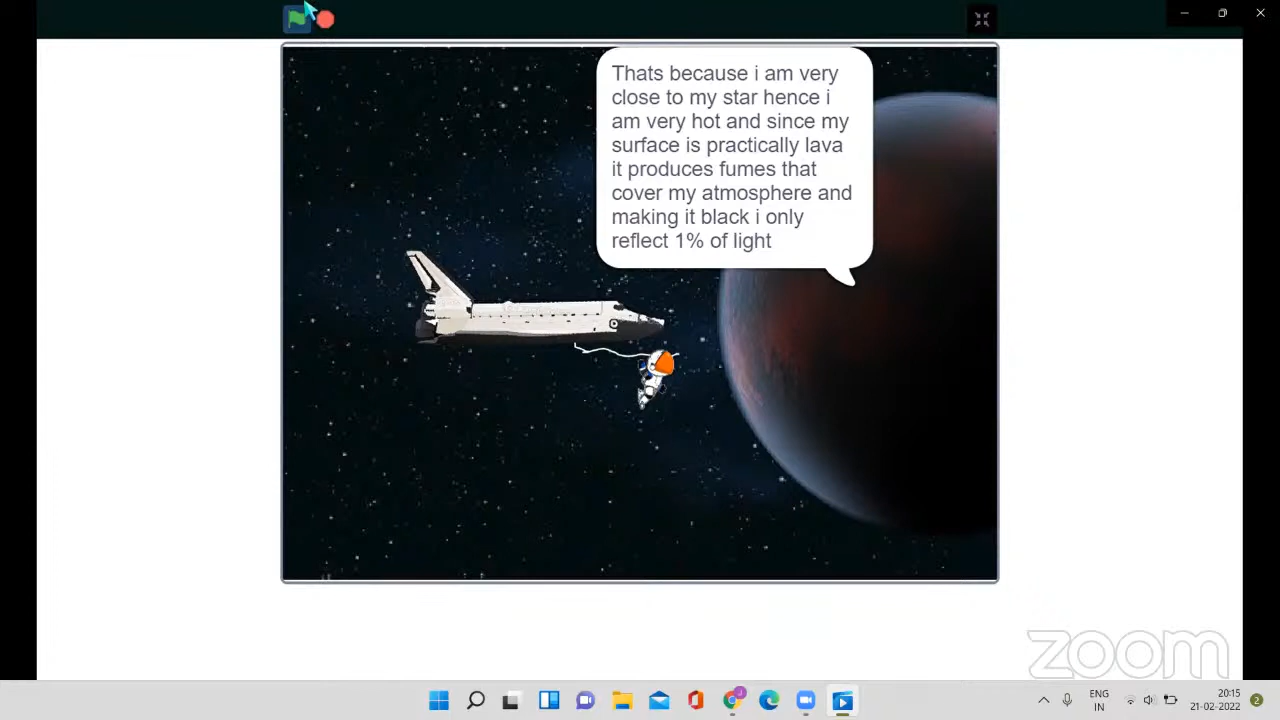 Thats because i am very
close to my star hence i
am very hot and since my
surface is practically lava
it produces fumes that
cover my atmosphere and
making it black i only
reflect 1% of light
zoom
ENG
IN
20:15
21-02-2022
2